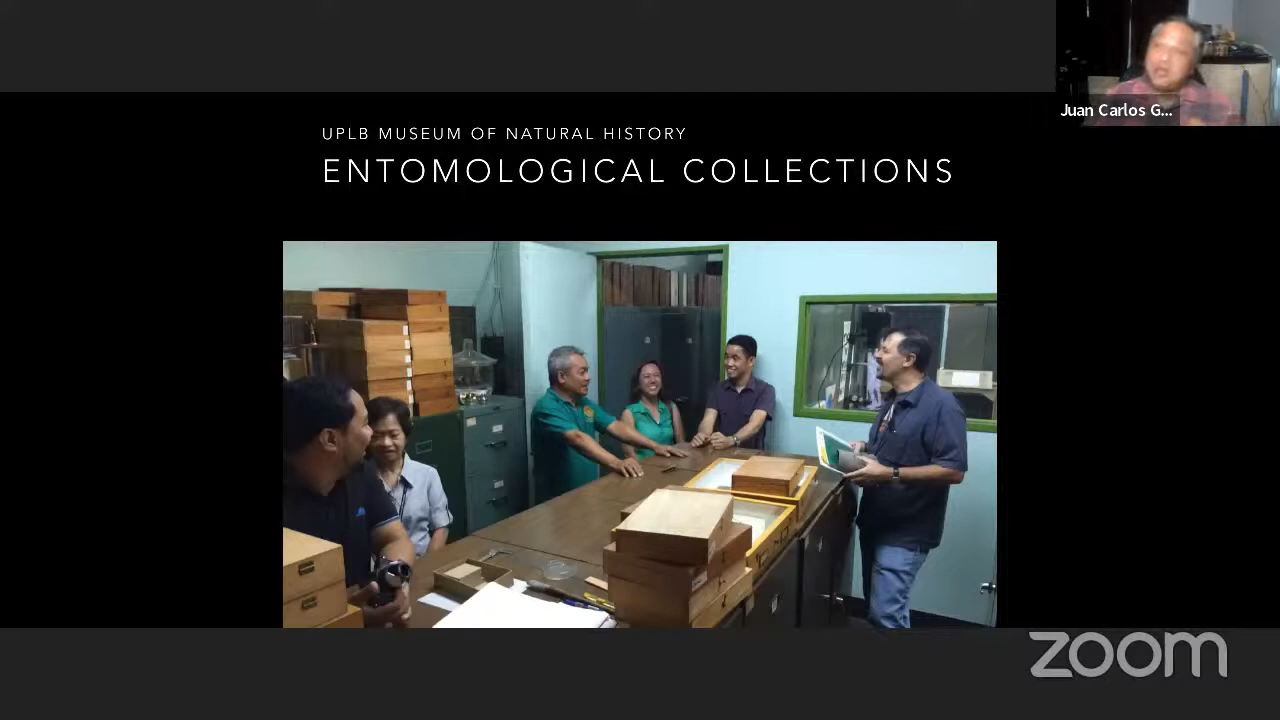 Juan Carlos G...
UPLB MUSEUM OF NATURAL HISTORY
ENTOMOLOGICAL COLLECTIONS
zoom